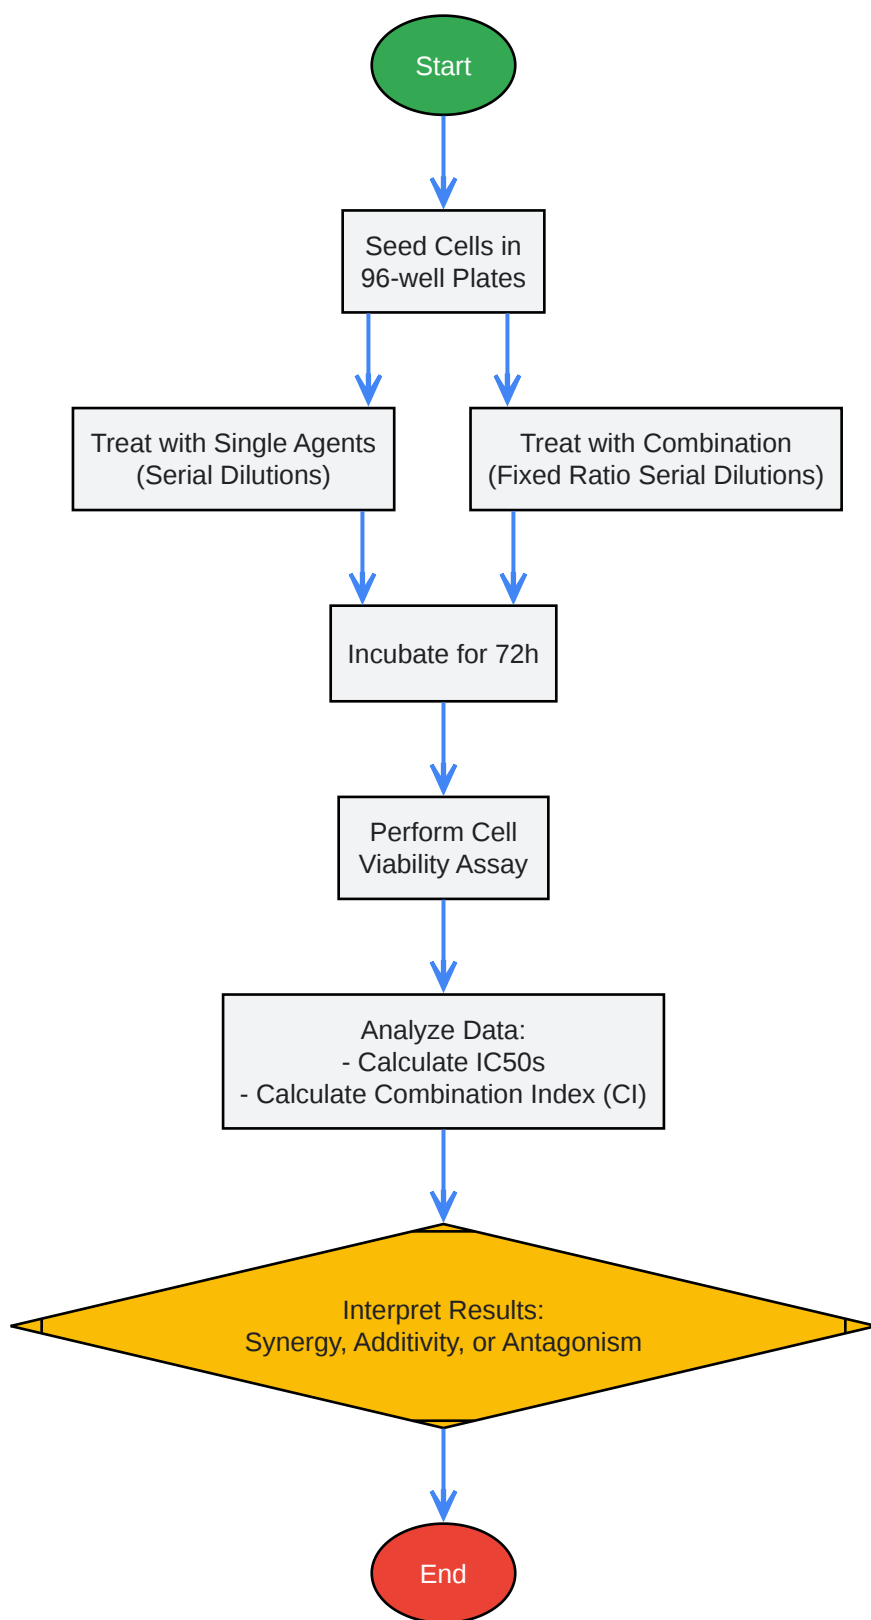 Start
Seed Cells in
96-well Plates
Treat with Single Agents
(Serial Dilutions)
Treat with Combination
(Fixed Ratio Serial Dilutions)
Incubate for 72h
Perform Cell
Viability Assay
Analyze Data:
- Calculate IC50s
- Calculate Combination Index (CI)
Interpret Results:
Synergy, Additivity, or Antagonism
End